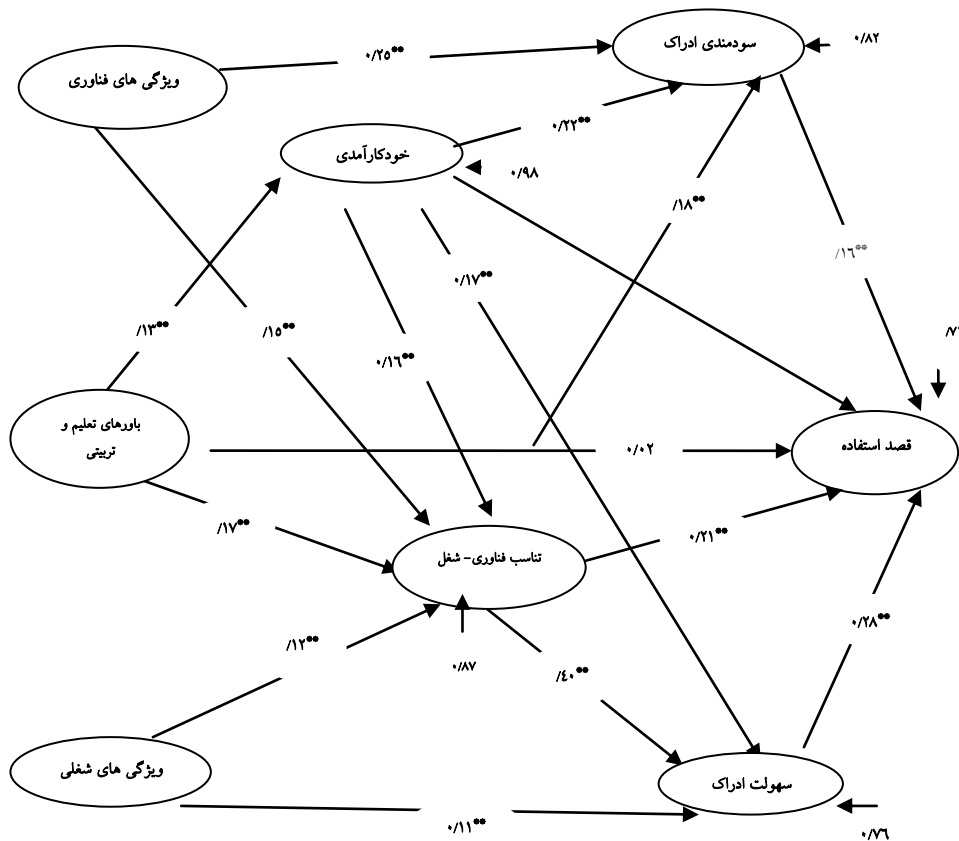 سودمندی ادراک
۰/۸۲
۰/۲۵**
ویژگی های فناوری
۰/۲۲**
خودکارآمدی
۰/۹۸
/۱۸**
/۱۶**
۰/۱۷**
/۱۳**
/۱۵**
۰/۱۶**
باورهای تعلیم و
تربیتی
۰/۰۲
قصد استفاده
/۱۷**
۰/۲۱**
تناسب فناوری- شغل
/۱۲**
۰/۸۷
/٤۰**
۰/۲۸**
ویژگی های شغلی
سهولت ادراک
۰/۱۱**
۰/۷۶